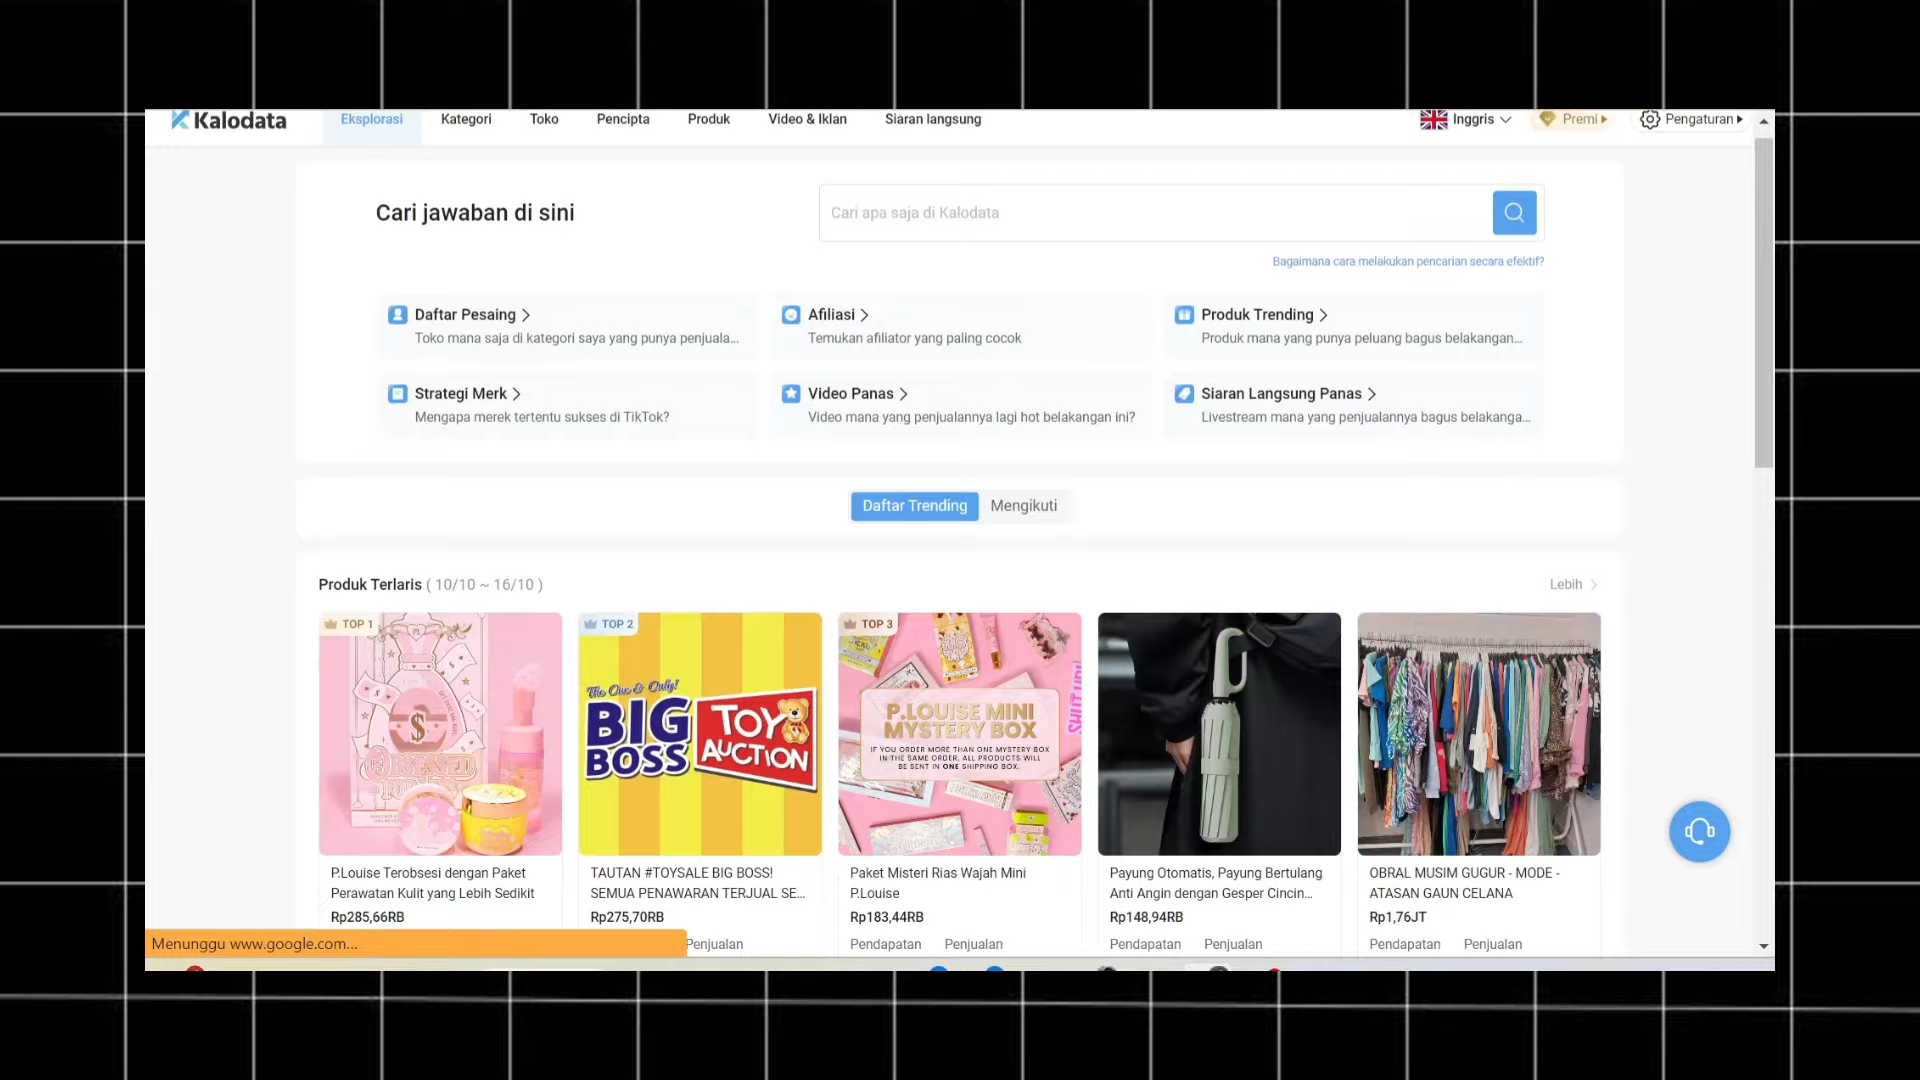 Kalodata
Eksplorasi
Kategori
Toko
Pencipta
Produk
Video & Iklan
Siaran langsung
Inggris
Premi
Pengaturan
Cari jawaban di sini
Cari apa saja di Kalodata
Bagaimana cara melakukan pencarian secara efektif?
Daftar Pesaing
Toko mana saja di kategori saya yang punya penjuala...
Afiliasi
Temukan afiliator yang paling cocok
Produk Trending
Produk mana yang punya peluang bagus belakangan...
Strategi Merk
Mengapa merek tertentu sukses di TikTok?
Video Panas
Video mana yang penjualannya lagi hot belakangan ini?
Siaran Langsung Panas
Livestream mana yang penjualannya bagus belakanga...
Daftar Trending
Mengikuti
Produk Terlaris ( 10/10 ~ 16/10 )
Lebih
TOP 1
TOP 2
The One & Only!
BIG
BOSS
TOY
AUCTION
TOP 3
P.LOUISE MINI
MYSTERY BOX
IF YOU ORDER MORE THAN ONE MYSTERY BOX
IN THE SAME ORDER, ALL PRODUCTS WILL
BE SENT IN ONE SHIPPING BOX.
P.Louise Terobsesi dengan Paket
Perawatan Kulit yang Lebih Sedikit
Rp285,66RB
TAUTAN #TOYSALE BIG BOSS!
SEMUA PENAWARAN TERJUAL SE...
Rp275,70RB
Penjualan
Paket Misteri Rias Wajah Mini
P.Louise
Rp183,44RB
Pendapatan Penjualan
Payung Otomatis, Payung Bertulang
Anti Angin dengan Gesper Cincin...
Rp148,94RB
Pendapatan Penjualan
OBRAL MUSIM GUGUR - MODE -
ATASAN GAUN CELANA
Rp1,76JT
Pendapatan Penjualan
Menunggu www.google.com...